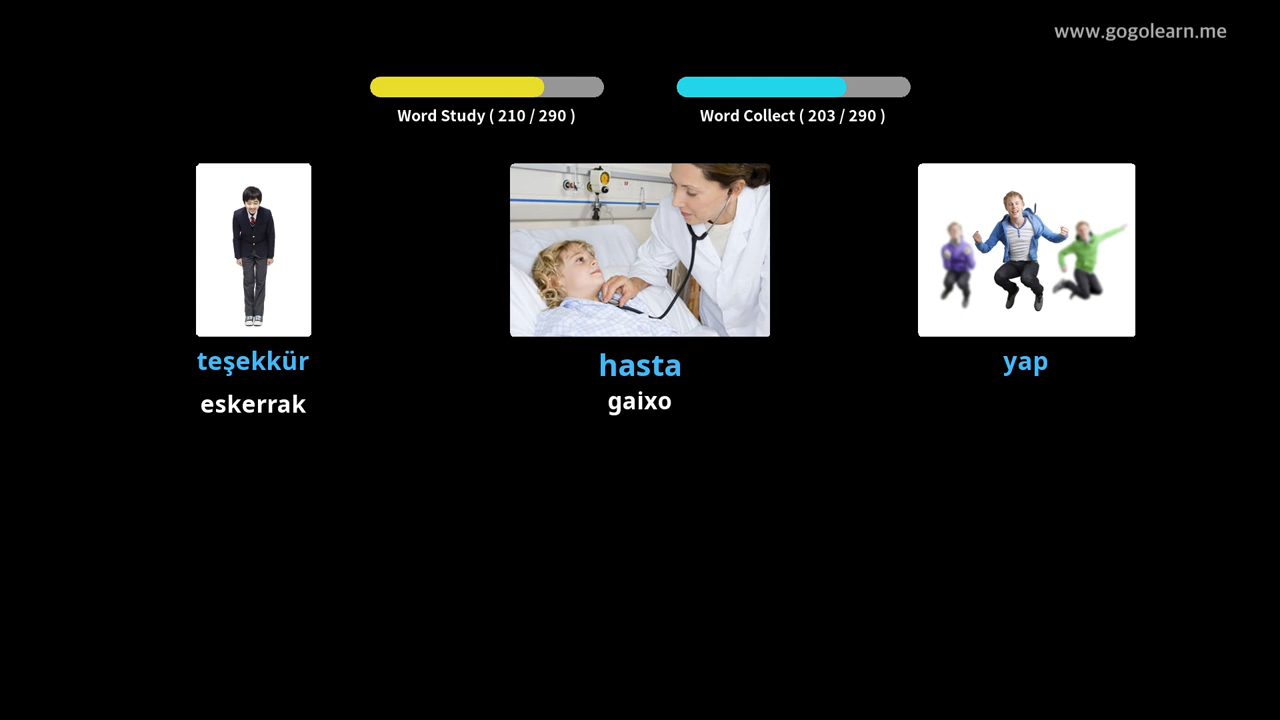 www.gogolearn.me
Word Study ( 210 / 290 )
Word Collect ( 203 / 290 )
teşekkür
hasta
yap
eskerrak
gaixo